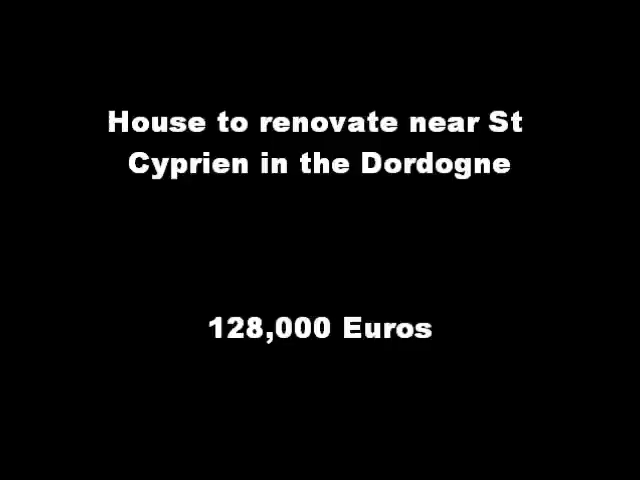 House to renovate near St
Cyprien in the Dordogne
128,000 Euros